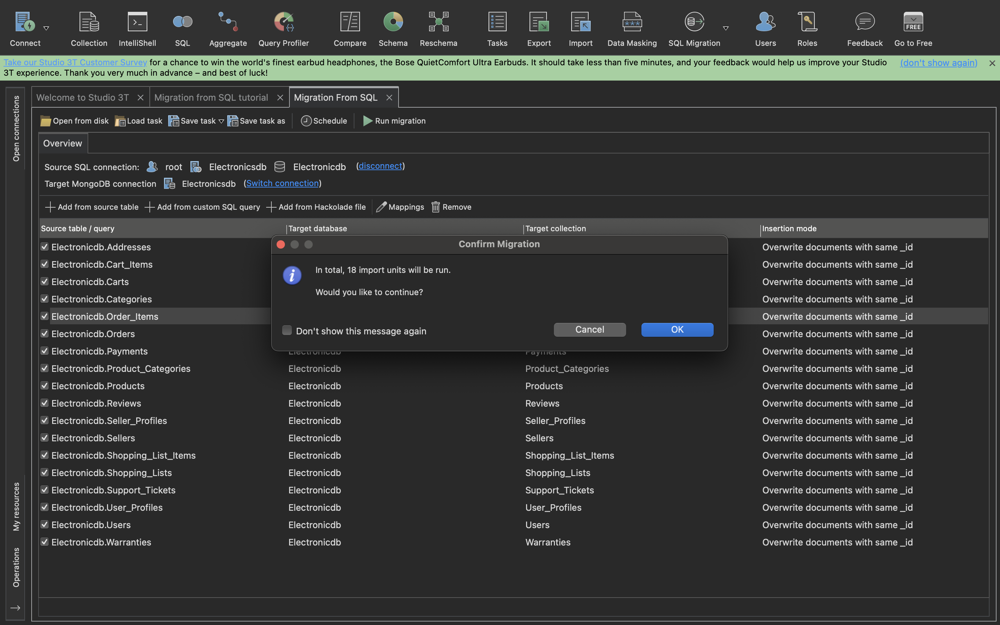 Connect
Collection
IntelliShell
SQL
Aggregate
Query Profiler
Compare
Schema
Reschema
Tasks
Export
Import
Data Masking
SQL Migration
Users
Roles
Feedback
FREE
Go to Free
Take our Studio 3T Customer Survey for a chance to win the world's finest earbud headphones, the Bose QuietComfort Ultra Earbuds. It should take less than five minutes, and your feedback would help us improve your Studio
3T experience. Thank you very much in advance – and best of luck!
(don't show again)
Open connections
My resources
Operations
Welcome to Studio 3T
Migration from SQL tutorial
Migration From SQL
Open from disk
Load task
Save task
Save task as
Schedule
Run migration
Overview
Source SQL connection: root Electronicsdb Electronicdb (disconnect)
Target MongoDB connection Electronicsdb (Switch connection)
Add from source table
Add from custom SQL query
Add from Hackolade file
Mappings
Remove
Source table / query Target database Target collection Insertion mode
Electronicdb.Addresses Overwrite documents with same _id
Electronicdb.Cart_Items Overwrite documents with same _id
Electronicdb.Carts Overwrite documents with same _id
Electronicdb.Categories Overwrite documents with same _id
Electronicdb.Order_Items Overwrite documents with same _id
Electronicdb.Orders Overwrite documents with same _id
Electronicdb.Payments Electronicdb Payments Overwrite documents with same _id
Electronicdb.Product_Categories Electronicdb Product_Categories Overwrite documents with same _id
Electronicdb.Products Electronicdb Products Overwrite documents with same _id
Electronicdb.Reviews Electronicdb Reviews Overwrite documents with same _id
Electronicdb.Seller_Profiles Electronicdb Seller_Profiles Overwrite documents with same _id
Electronicdb.Sellers Electronicdb Sellers Overwrite documents with same _id
Electronicdb.Shopping_List_Items Electronicdb Shopping_List_Items Overwrite documents with same _id
Electronicdb.Shopping_Lists Electronicdb Shopping_Lists Overwrite documents with same _id
Electronicdb.Support_Tickets Electronicdb Support_Tickets Overwrite documents with same _id
Electronicdb.User_Profiles Electronicdb User_Profiles Overwrite documents with same _id
Electronicdb.Users Electronicdb Users Overwrite documents with same _id
Electronicdb.Warranties Electronicdb Warranties Overwrite documents with same _id
Confirm Migration
In total, 18 import units will be run.
Would you like to continue?
Don't show this message again
Cancel
OK